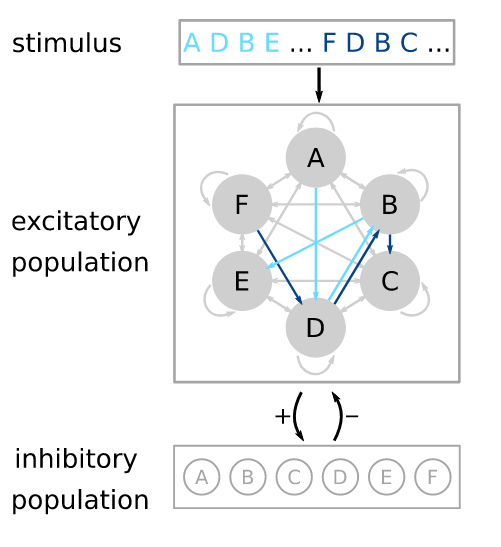 stimulus
A D B E ... F D B C ...
A
F
B
excitatory
population
E
C
D
+
−
inhibitory
population
A B C D E F